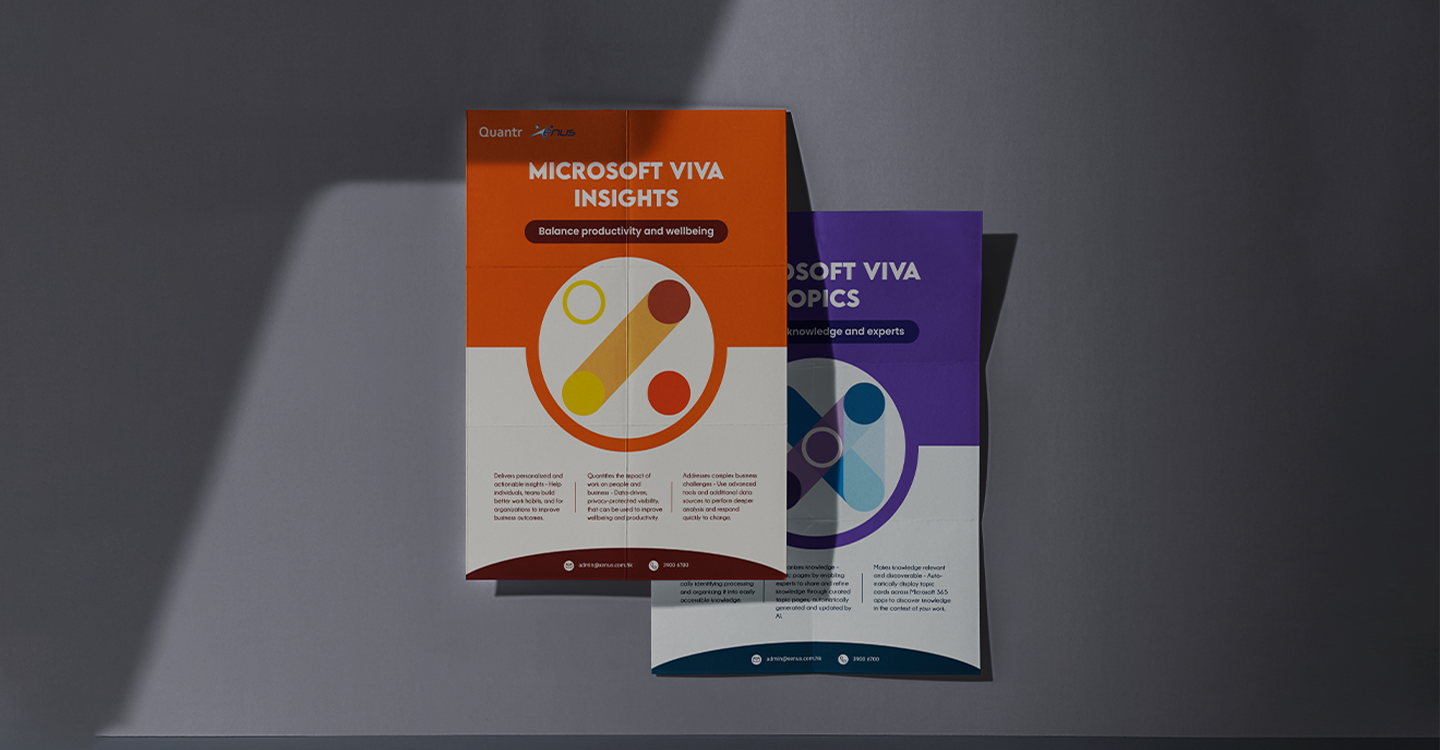 Quantr xenus
MICROSOFT VIVA
INSIGHTS
Balance productivity and wellbeing
Delivers personalized and
actionable insights - Help
individuals, teams build
better work habits, and for
organizations to improve
business outcomes.
Quantifies the impact of
work on people and
business - Data-driven,
privacy-protected visibility,
that can be used to improve
wellbeing and productivity.
Addresses complex business
challenges - Use advanced
tools and additional data
sources to perform deeper
analysis and respond
quickly to change.
admin@xenus.com.hk 3900 6700
OSOFT VIVA
OPICS
knowledge and experts
cally identifying processing
and organizing it into easily
accessible knowledge.
knowledge -
pages by enabling
experts to share and refine
knowledge through curated
topic pages, automatically
generated and updated by
AI.
Makes knowledge relevant
and discoverable - Auto-
matically display topic
cards across Microsoft 365
apps to discover knowledge
in the context of your work.
admin@xenus.com.hk 3900 6700